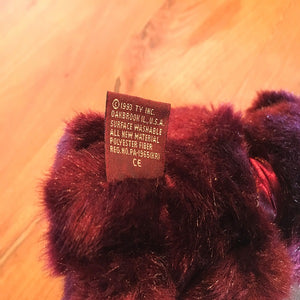 © 1993 TY INC.
OAKBROOK IL, U.S.A.
SURFACE WASHABLE
ALL NEW MATERIAL
POLYESTER FIBER
REG.NO.PA-1965(KR)
CE